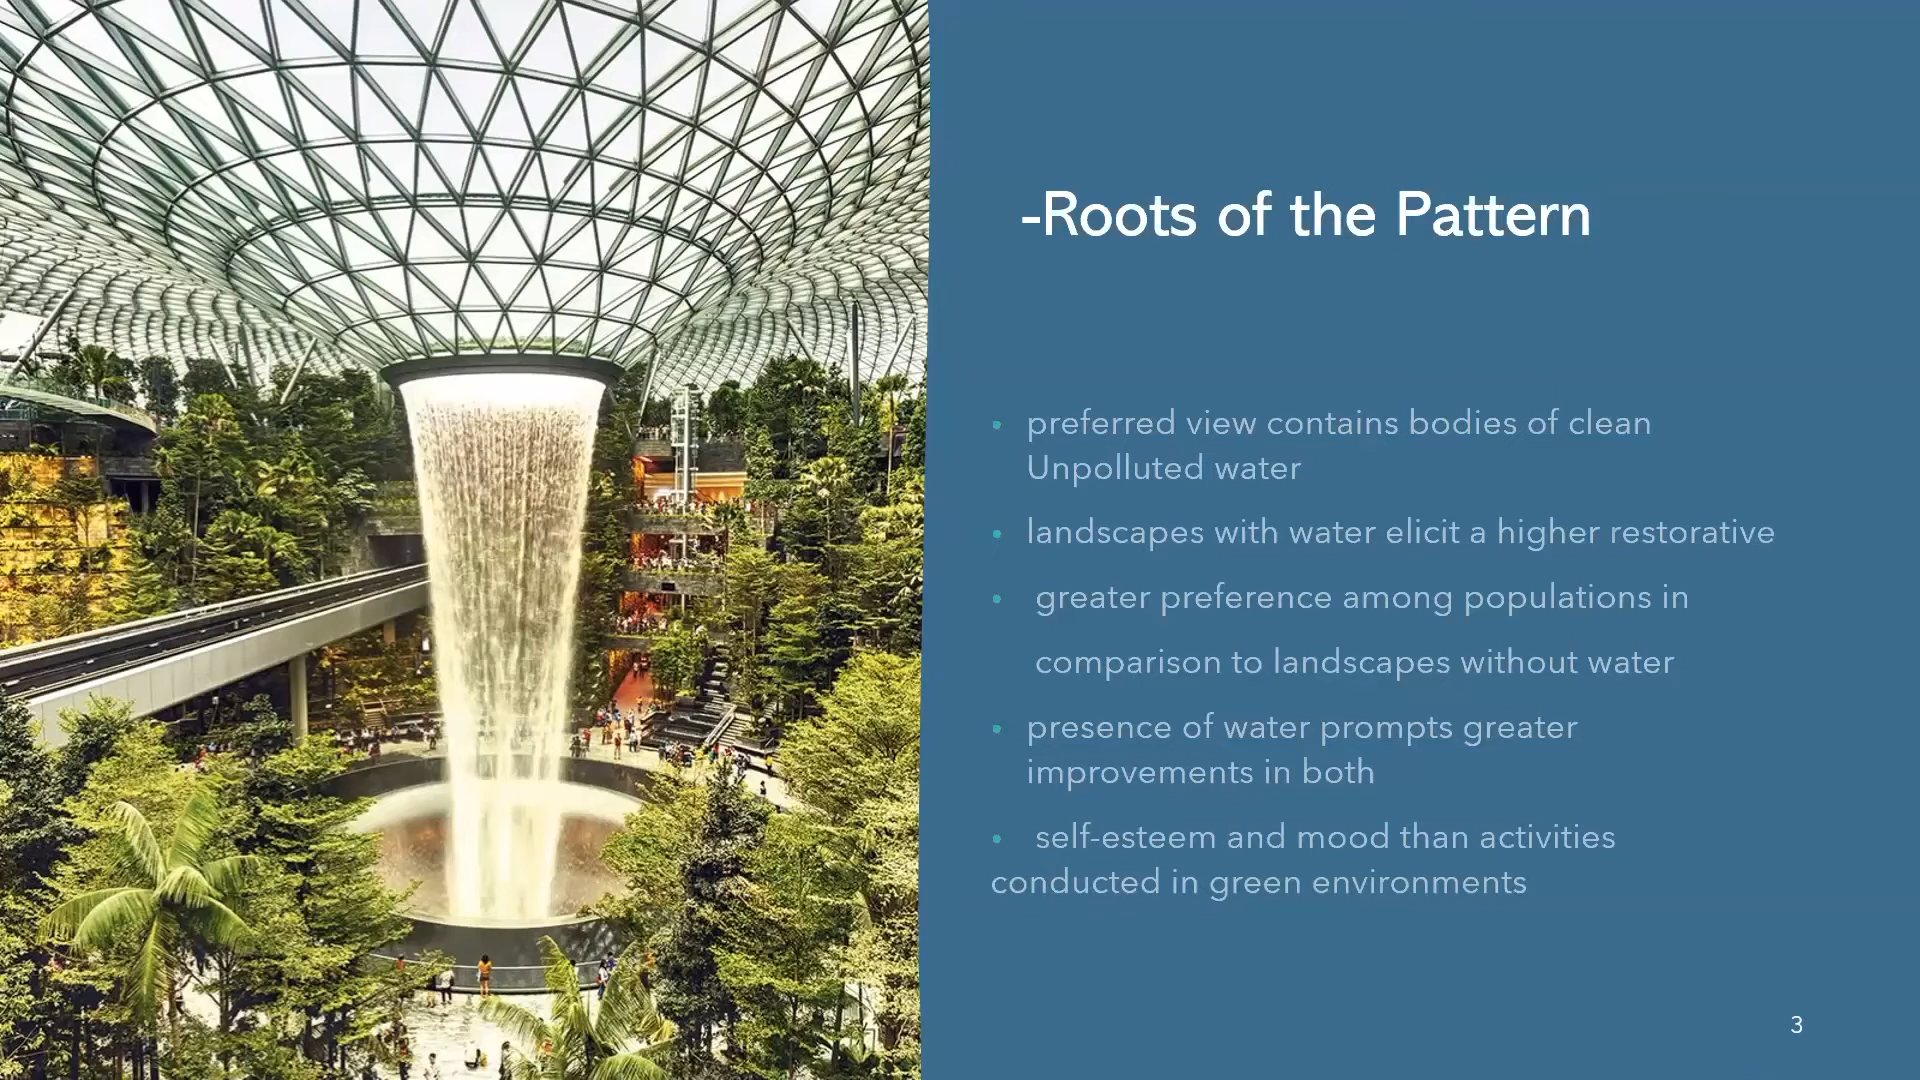 -Roots of the Pattern
• preferred view contains bodies of clean
Unpolluted water
• landscapes with water elicit a higher restorative
• greater preference among populations in
comparison to landscapes without water
• presence of water prompts greater
improvements in both
• self-esteem and mood than activities
conducted in green environments
3